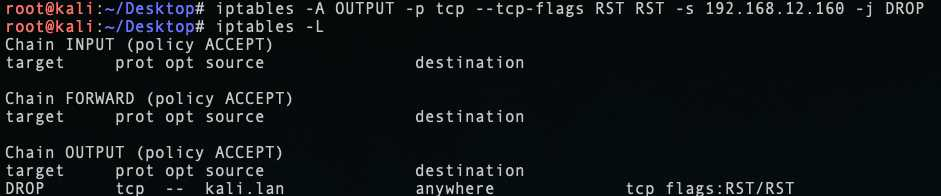 root@kali:~/Desktop# iptables -A OUTPUT -p tcp --tcp-flags RST RST -s 192.168.12.160 -j DROP
root@kali:~/Desktop# iptables -L
Chain INPUT (policy ACCEPT)
target     prot opt source               destination

Chain FORWARD (policy ACCEPT)
target     prot opt source               destination

Chain OUTPUT (policy ACCEPT)
target     prot opt source               destination
DROP       tcp  --  kali.lan             anywhere             tcp flags:RST/RST